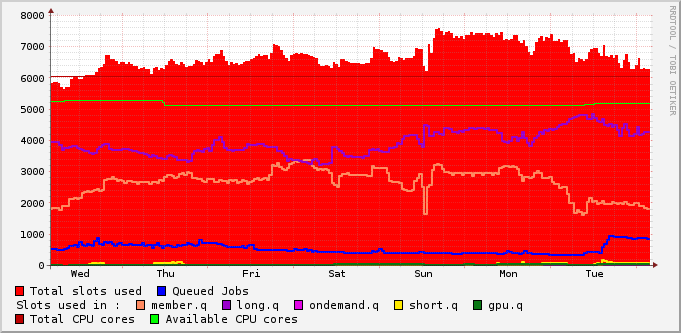 8000
7000
6000
5000
4000
3000
2000
1000
0
Wed Thu Fri Sat Sun Mon Tue
RRDTOOL / TOBI OETIKER
Total slots used Queued Jobs
Slots used in : member.q long.q ondemand.q short.q gpu.q
Total CPU cores Available CPU cores